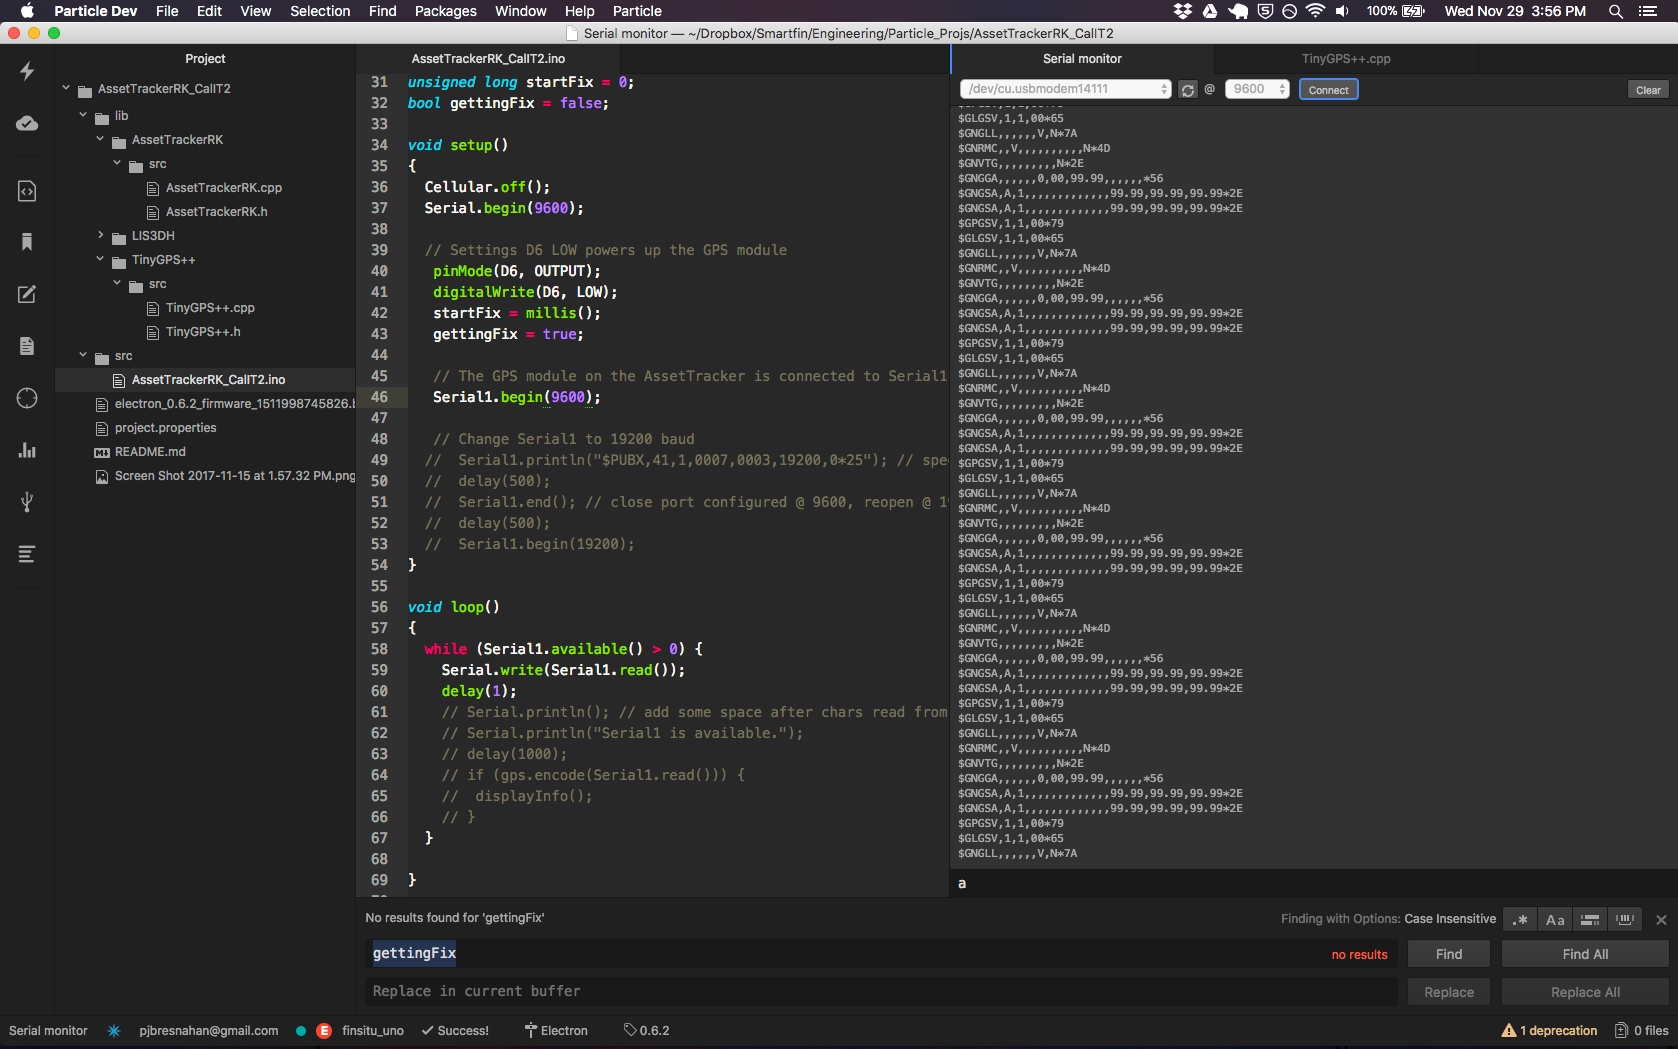 Particle Dev File Edit View Selection Find Packages Window Help Particle 100% Wed Nov 29 3:56 PM
Serial monitor — ~/Dropbox/Smartfin/Engineering/Particle_Projs/AssetTrackerRK_CallT2
Project
AssetTrackerRK_CallT2
lib
AssetTrackerRK
src
AssetTrackerRK.cpp
AssetTrackerRK.h
LIS3DH
TinyGPS++
src
TinyGPS++.cpp
TinyGPS++.h
src
AssetTrackerRK_CallT2.ino
electron_0.6.2_firmware_1511998745826.b
project.properties
README.md
Screen Shot 2017-11-15 at 1.57.32 PM.png
AssetTrackerRK_CallT2.ino
31 unsigned long startFix = 0;
32 bool gettingFix = false;
33
34 void setup()
35 {
36 Cellular.off();
37 Serial.begin(9600);
38
39 // Settings D6 LOW powers up the GPS module
40 pinMode(D6, OUTPUT);
41 digitalWrite(D6, LOW);
42 startFix = millis();
43 gettingFix = true;
44
45 // The GPS module on the AssetTracker is connected to Serial1
46 Serial1.begin(9600);
47
48 // Change Serial1 to 19200 baud
49 // Serial1.println("$PUBX,41,1,0007,0003,19200,0*25"); // spe
50 // delay(500);
51 // Serial1.end(); // close port configured @ 9600, reopen @ 19
52 // delay(500);
53 // Serial1.begin(19200);
54 }
55
56 void loop()
57 {
58 while (Serial1.available() > 0) {
59 Serial.write(Serial1.read());
60 delay(1);
61 // Serial.println(); // add some space after chars read from
62 // Serial.println("Serial1 is available.");
63 // delay(1000);
64 // if (gps.encode(Serial1.read())) {
65 // displayInfo();
66 // }
67 }
68
69 }
Serial monitor TinyGPS++.cpp
/dev/cu.usbmodem14111 @ 9600 Connect Clear
$GLGSV,1,1,00*65
$GNGLL,,,,,,V,N*7A
$GNRMC,,V,,,,,,,,,,N*4D
$GNVTG,,,,,,,,,N*2E
$GNGGA,,,,,,0,00,99.99,,,,,,*56
$GNGSA,A,1,,,,,,,,,,,,,99.99,99.99,99.99*2E
$GNGSA,A,1,,,,,,,,,,,,,99.99,99.99,99.99*2E
$GPGSV,1,1,00*79
$GLGSV,1,1,00*65
$GNGLL,,,,,,V,N*7A
$GNRMC,,V,,,,,,,,,,N*4D
$GNVTG,,,,,,,,,N*2E
$GNGGA,,,,,,0,00,99.99,,,,,,*56
$GNGSA,A,1,,,,,,,,,,,,,99.99,99.99,99.99*2E
$GNGSA,A,1,,,,,,,,,,,,,99.99,99.99,99.99*2E
$GPGSV,1,1,00*79
$GLGSV,1,1,00*65
$GNGLL,,,,,,V,N*7A
$GNRMC,,V,,,,,,,,,,N*4D
$GNVTG,,,,,,,,,N*2E
$GNGGA,,,,,,0,00,99.99,,,,,,*56
$GNGSA,A,1,,,,,,,,,,,,,99.99,99.99,99.99*2E
$GNGSA,A,1,,,,,,,,,,,,,99.99,99.99,99.99*2E
$GPGSV,1,1,00*79
$GLGSV,1,1,00*65
$GNGLL,,,,,,V,N*7A
$GNRMC,,V,,,,,,,,,,N*4D
$GNVTG,,,,,,,,,N*2E
$GNGGA,,,,,,0,00,99.99,,,,,,*56
$GNGSA,A,1,,,,,,,,,,,,,99.99,99.99,99.99*2E
$GNGSA,A,1,,,,,,,,,,,,,99.99,99.99,99.99*2E
$GPGSV,1,1,00*79
$GLGSV,1,1,00*65
$GNGLL,,,,,,V,N*7A
$GNRMC,,V,,,,,,,,,,N*4D
$GNVTG,,,,,,,,,N*2E
$GNGGA,,,,,,0,00,99.99,,,,,,*56
$GNGSA,A,1,,,,,,,,,,,,,99.99,99.99,99.99*2E
$GNGSA,A,1,,,,,,,,,,,,,99.99,99.99,99.99*2E
$GPGSV,1,1,00*79
$GLGSV,1,1,00*65
$GNGLL,,,,,,V,N*7A
$GNRMC,,V,,,,,,,,,,N*4D
$GNVTG,,,,,,,,,N*2E
$GNGGA,,,,,,0,00,99.99,,,,,,*56
$GNGSA,A,1,,,,,,,,,,,,,99.99,99.99,99.99*2E
$GNGSA,A,1,,,,,,,,,,,,,99.99,99.99,99.99*2E
$GPGSV,1,1,00*79
$GLGSV,1,1,00*65
$GNGLL,,,,,,V,N*7A
a
No results found for 'gettingFix' Finding with Options: Case Insensitive .* Aa
gettingFix no results Find Find All
Replace in current buffer Replace Replace All
Serial monitor pjbresnahan@gmail.com E finsitu_uno Success! Electron 0.6.2 1 deprecation 0 files